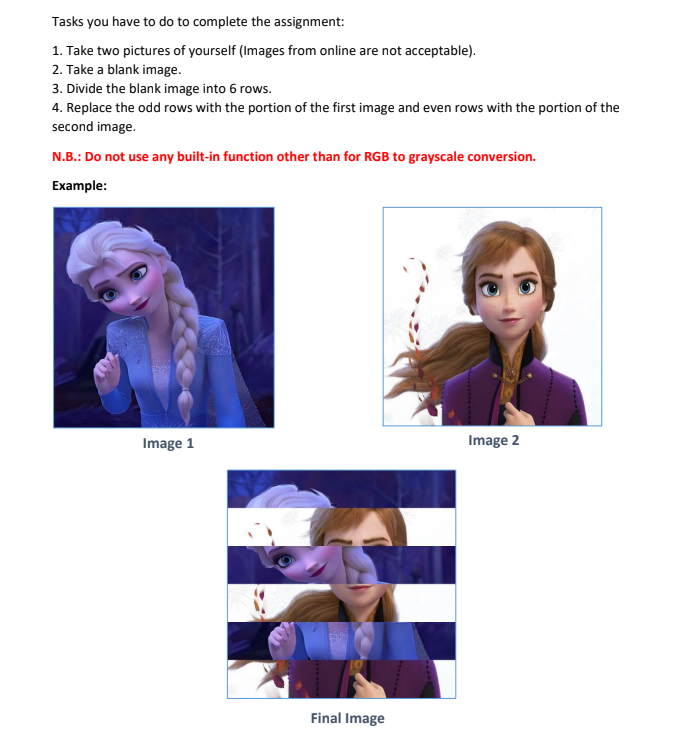 Tasks you have to do to complete the assignment:
1. Take two pictures of yourself (Images from online are not acceptable).
2. Take a blank image.
3. Divide the blank image into 6 rows.
4. Replace the odd rows with the portion of the first image and even rows with the portion of the
second image.
N.B.: Do not use any built-in function other than for RGB to grayscale conversion.
Example:
Image 1
Image 2
Final Image